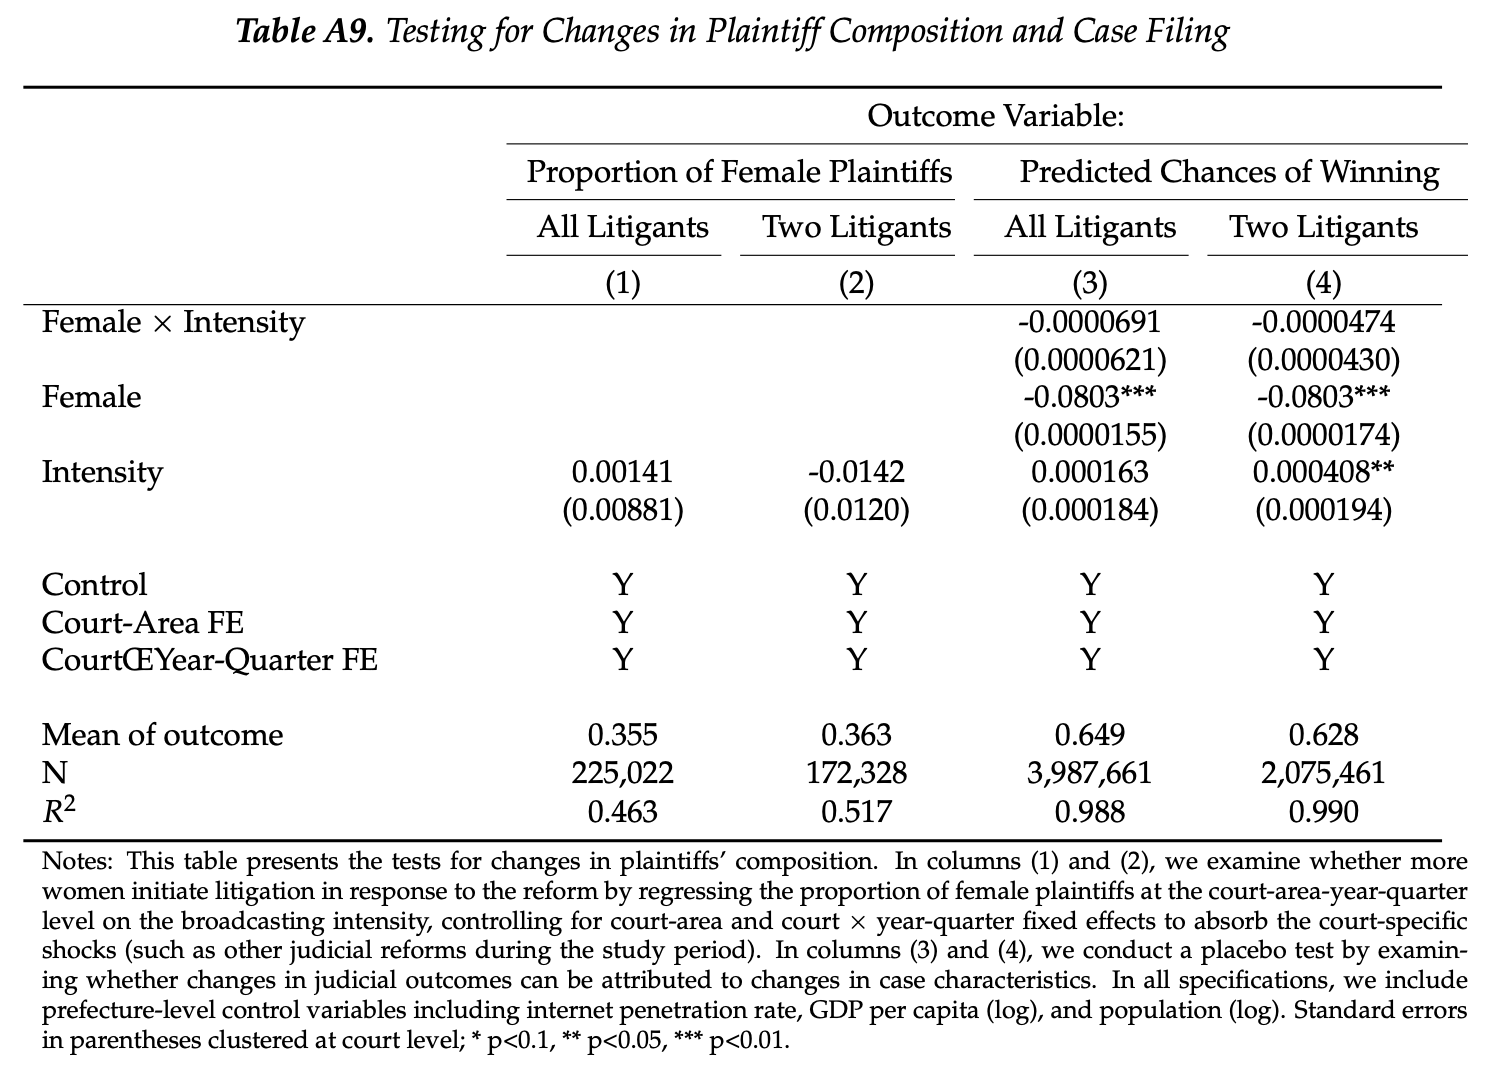 Table A9. Testing for Changes in Plaintiff Composition and Case Filing
Outcome Variable:
Proportion of Female Plaintiffs Predicted Chances of Winning
All Litigants Two Litigants All Litigants Two Litigants
(1) (2) (3) (4)
Female × Intensity -0.0000691 -0.0000474
(0.0000621) (0.0000430)
Female -0.0803*** -0.0803***
(0.0000155) (0.0000174)
Intensity 0.00141 -0.0142 0.000163 0.000408**
(0.00881) (0.0120) (0.000184) (0.000194)
Control Y Y Y Y
Court-Area FE Y Y Y Y
CourtŒYear-Quarter FE Y Y Y Y
Mean of outcome 0.355 0.363 0.649 0.628
N 225,022 172,328 3,987,661 2,075,461
R² 0.463 0.517 0.988 0.990
Notes: This table presents the tests for changes in plaintiffs’ composition. In columns (1) and (2), we examine whether more
women initiate litigation in response to the reform by regressing the proportion of female plaintiffs at the court-area-year-quarter
level on the broadcasting intensity, controlling for court-area and court × year-quarter fixed effects to absorb the court-specific
shocks (such as other judicial reforms during the study period). In columns (3) and (4), we conduct a placebo test by examin-
ing whether changes in judicial outcomes can be attributed to changes in case characteristics. In all specifications, we include
prefecture-level control variables including internet penetration rate, GDP per capita (log), and population (log). Standard errors
in parentheses clustered at court level; * p<0.1, ** p<0.05, *** p<0.01.